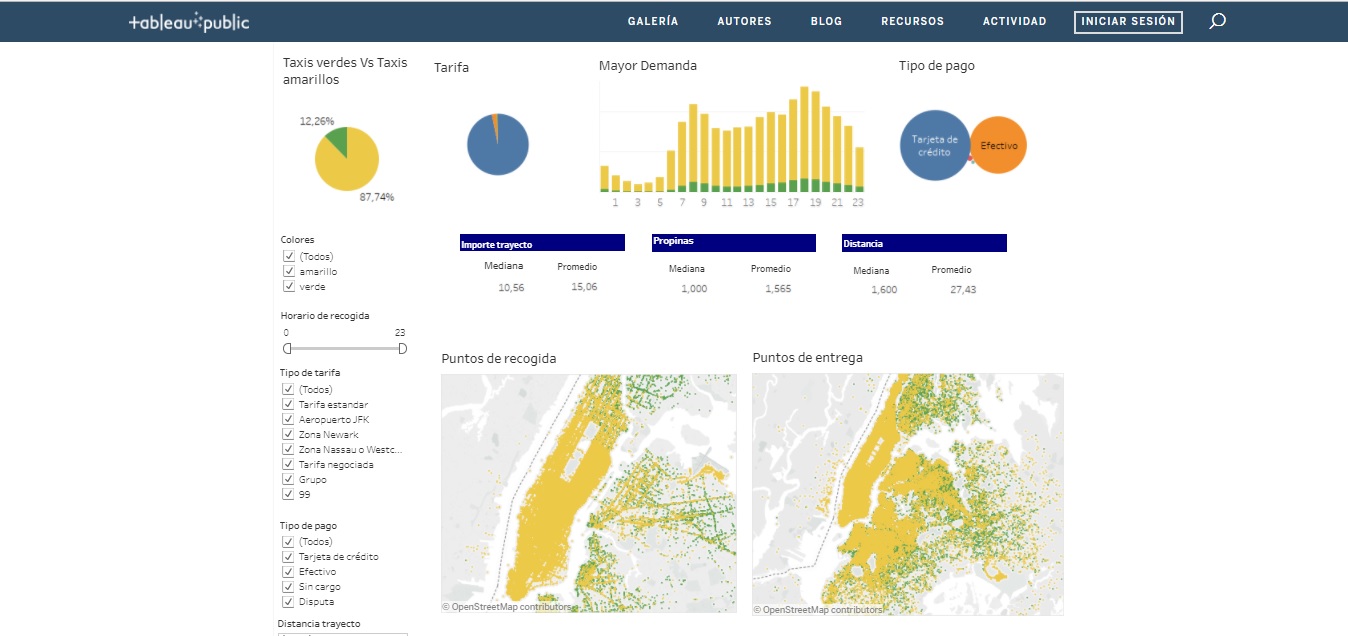 tableau public
GALERÍA AUTORES BLOG RECURSOS ACTIVIDAD INICIAR SESIÓN
Taxis verdes Vs Taxis
amarillos
12,26%
87,74%
Tarifa
Mayor Demanda
1 3 5 7 9 11 13 15 17 19 21 23
Tipo de pago
Tarjeta de
crédito
Efectivo
Colores
(Todos)
amarillo
verde
Horario de recogida
0 23
Tipo de tarifa
(Todos)
Tarifa estandar
Aeropuerto JFK
Zona Newark
Zona Nassau o Westc...
Tarifa negociada
Grupo
99
Tipo de pago
(Todos)
Tarjeta de crédito
Efectivo
Sin cargo
Disputa
Distancia trayecto
Importe trayecto
Mediana Promedio
10,56 15,06
Propinas
Mediana Promedio
1,000 1,565
Distancia
Mediana Promedio
1,600 27,43
Puntos de recogida
© OpenStreetMap contributors
Puntos de entrega
© OpenStreetMap contributors